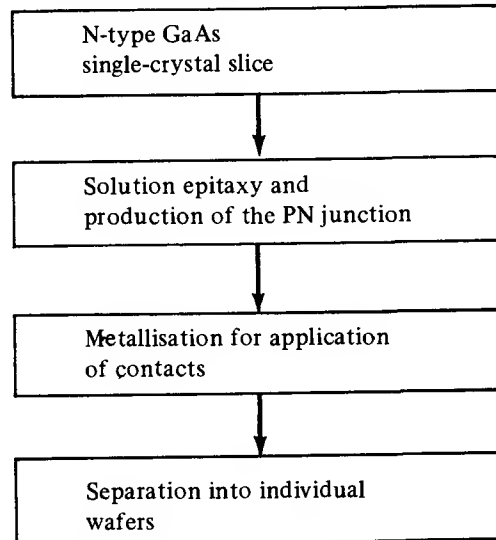 N-type GaAs
single-crystal slice
Solution epitaxy and
production of the PN junction
Metallisation for application
of contacts
Separation into individual
wafers